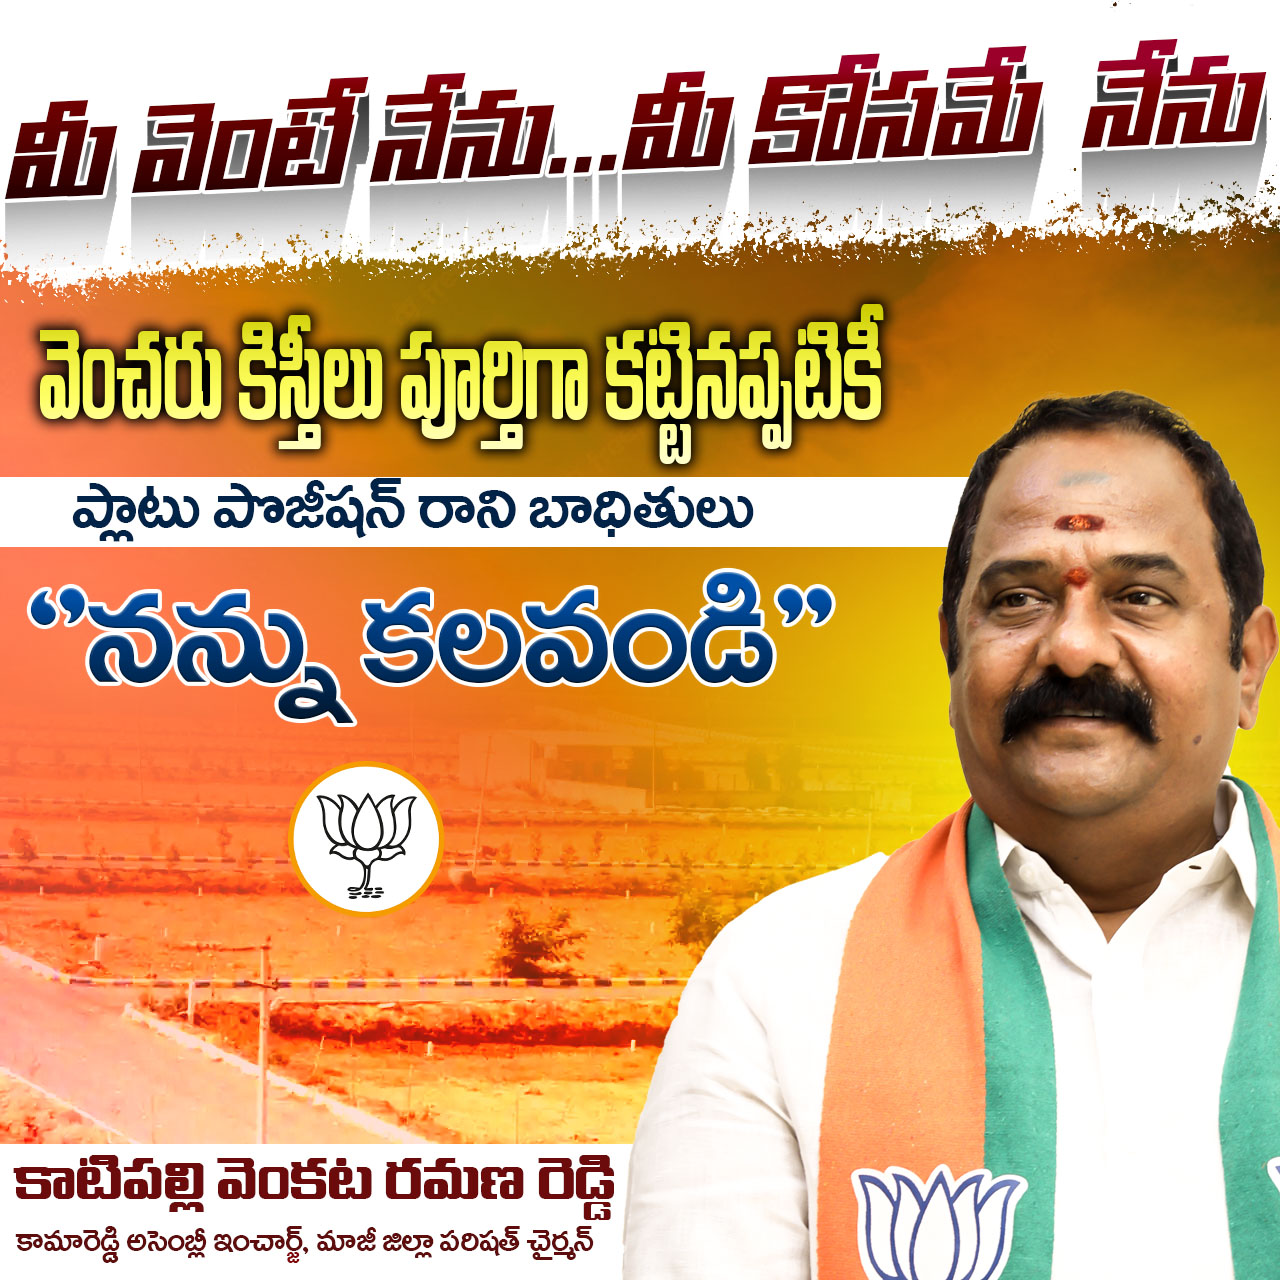 మీ వెంటే నేను...మీ కోసమే నేను
వెంచరు కిస్తీలు పూర్తిగా కట్టినప్పటికీ
ప్లాటు పొజీషన్ రాని బాధితులు
“నన్ను కలవండి”
కాటిపల్లి వెంకట రమణ రెడ్డి
కామారెడ్డి అసెంబ్లీ ఇంచార్జ్, మాజీ జిల్లా పరిషత్ చైర్మన్